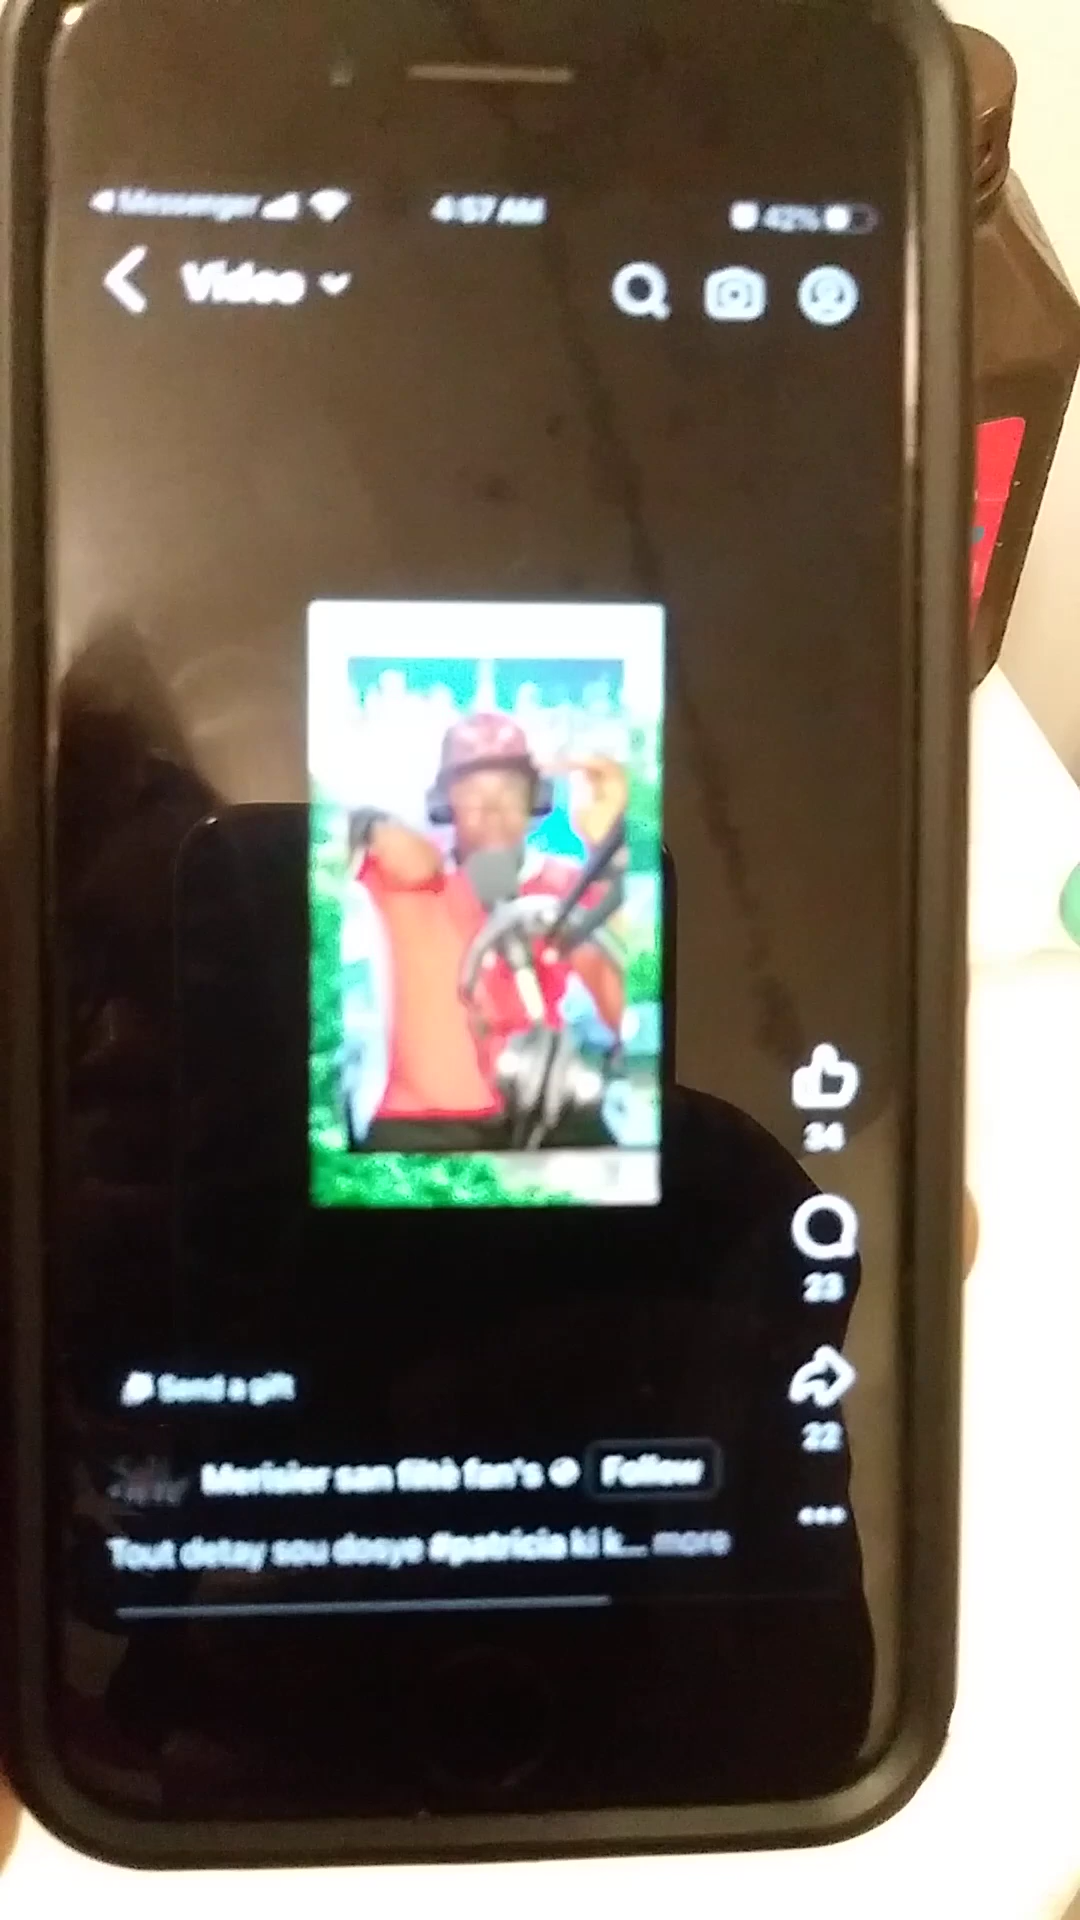 Messenger 4:57 AM 42%
Video
34
23
Send a gift
22
Merisier san filtè fan's Follow
Tout detay sou dosye #patricia ki k... more